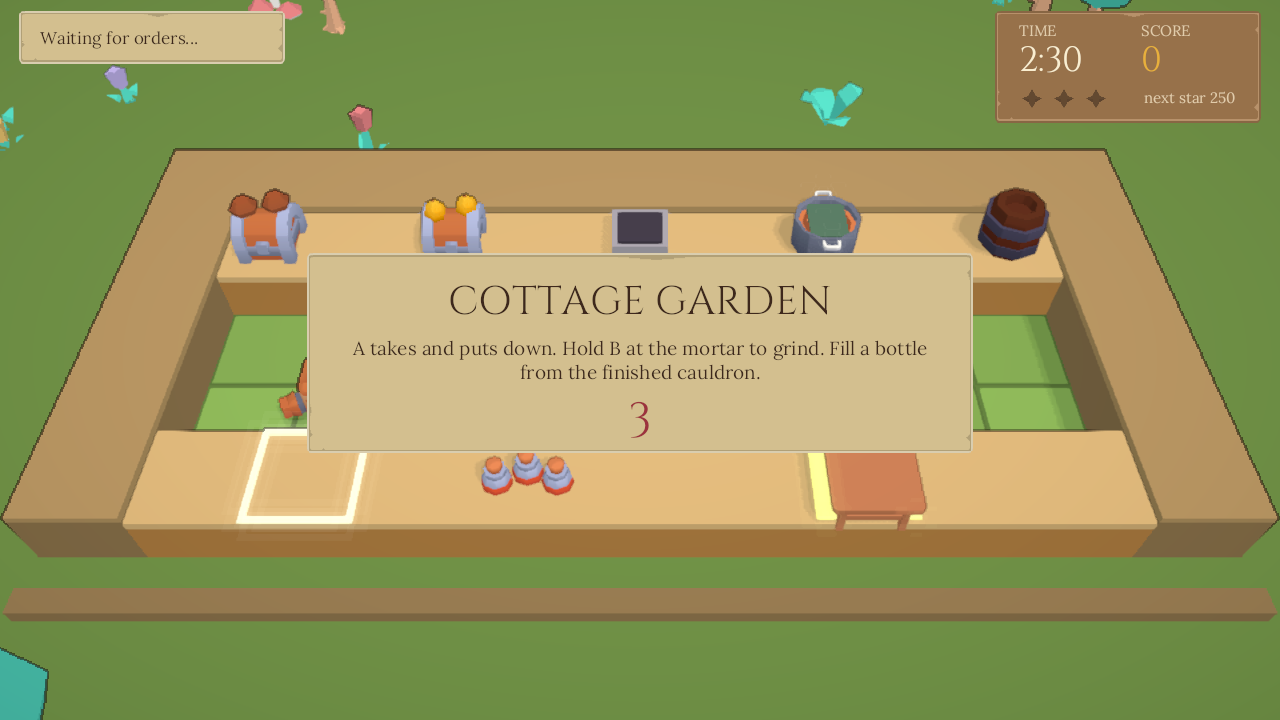 Waiting for orders...
TIME
SCORE
2:30
0
next star 250
COTTAGE GARDEN
A takes and puts down. Hold B at the mortar to grind. Fill a bottle
from the finished cauldron.
3